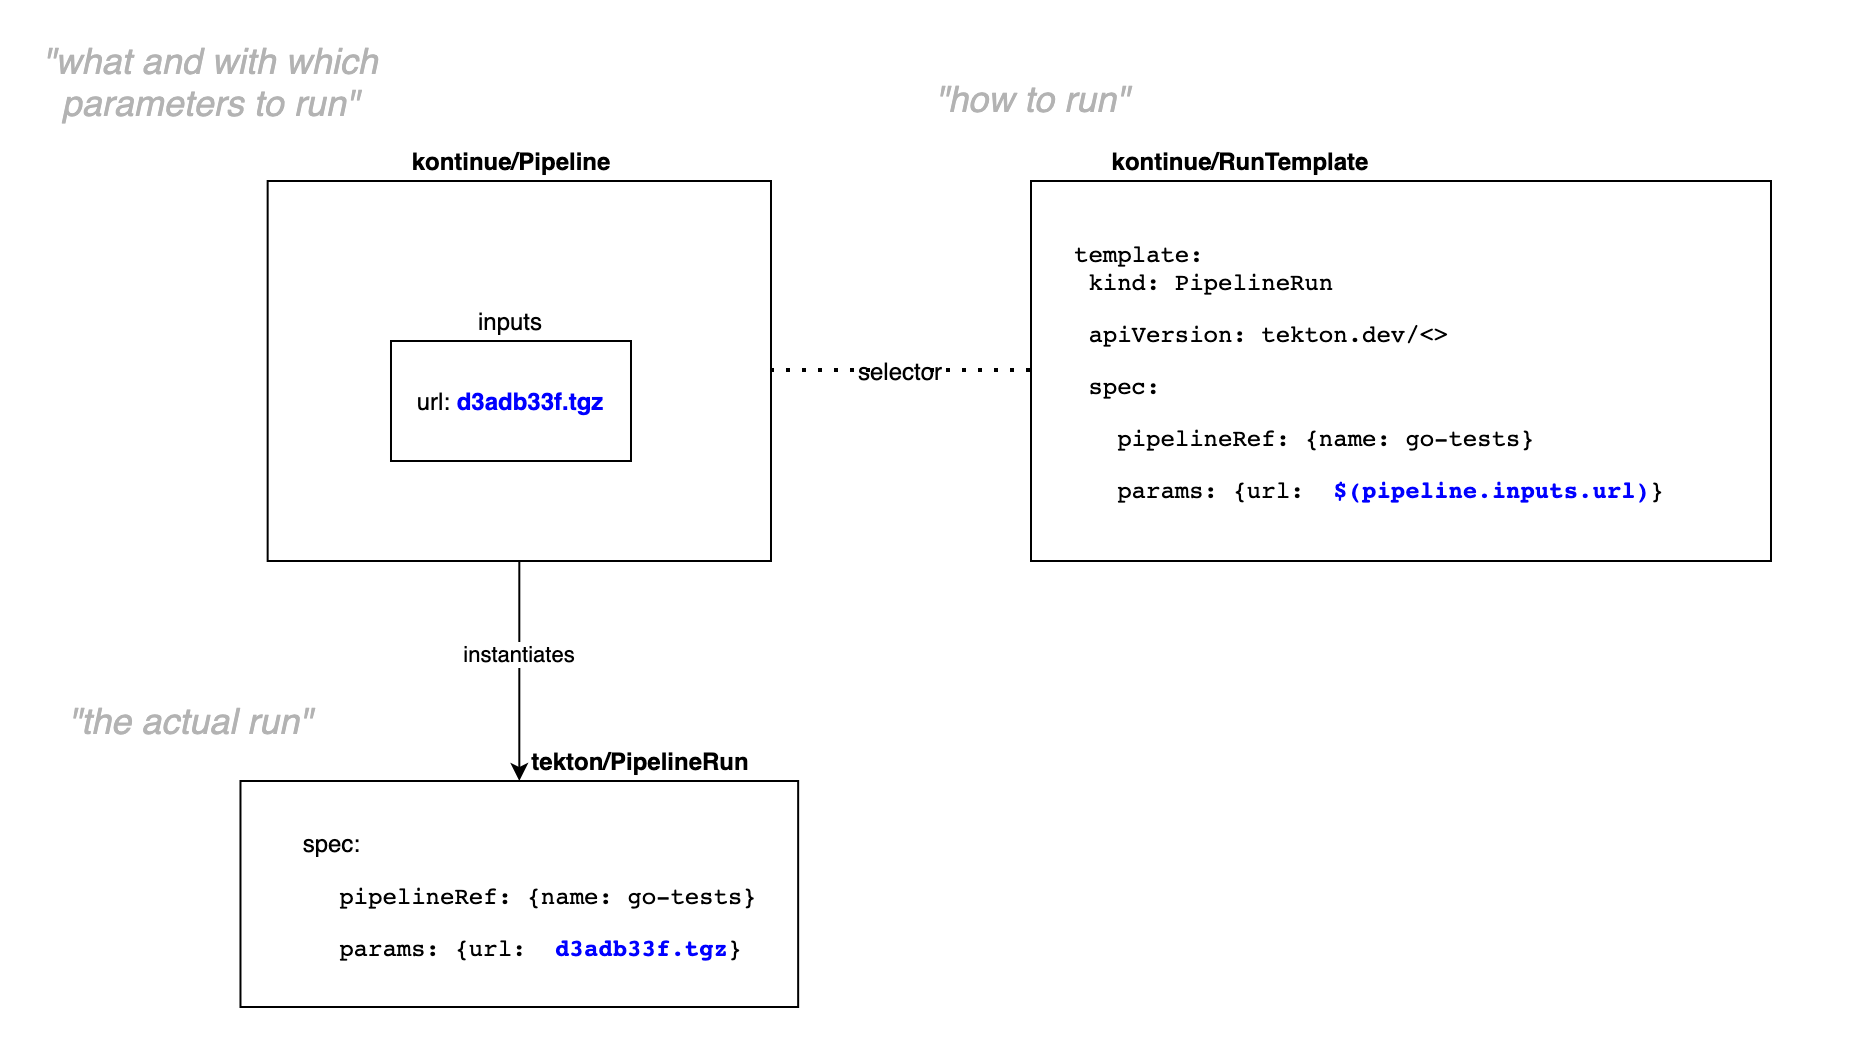 "what and with which
parameters to run"
"how to run"
kontinue/Pipeline
kontinue/RunTemplate
template:
kind: PipelineRun
apiVersion: tekton.dev/<>
spec:
pipelineRef: {name: go-tests}
params: {url: $(pipeline.inputs.url)}
inputs
url: d3adb33f.tgz
selector
instantiates
"the actual run"
tekton/PipelineRun
spec:
pipelineRef: {name: go-tests}
params: {url: d3adb33f.tgz}